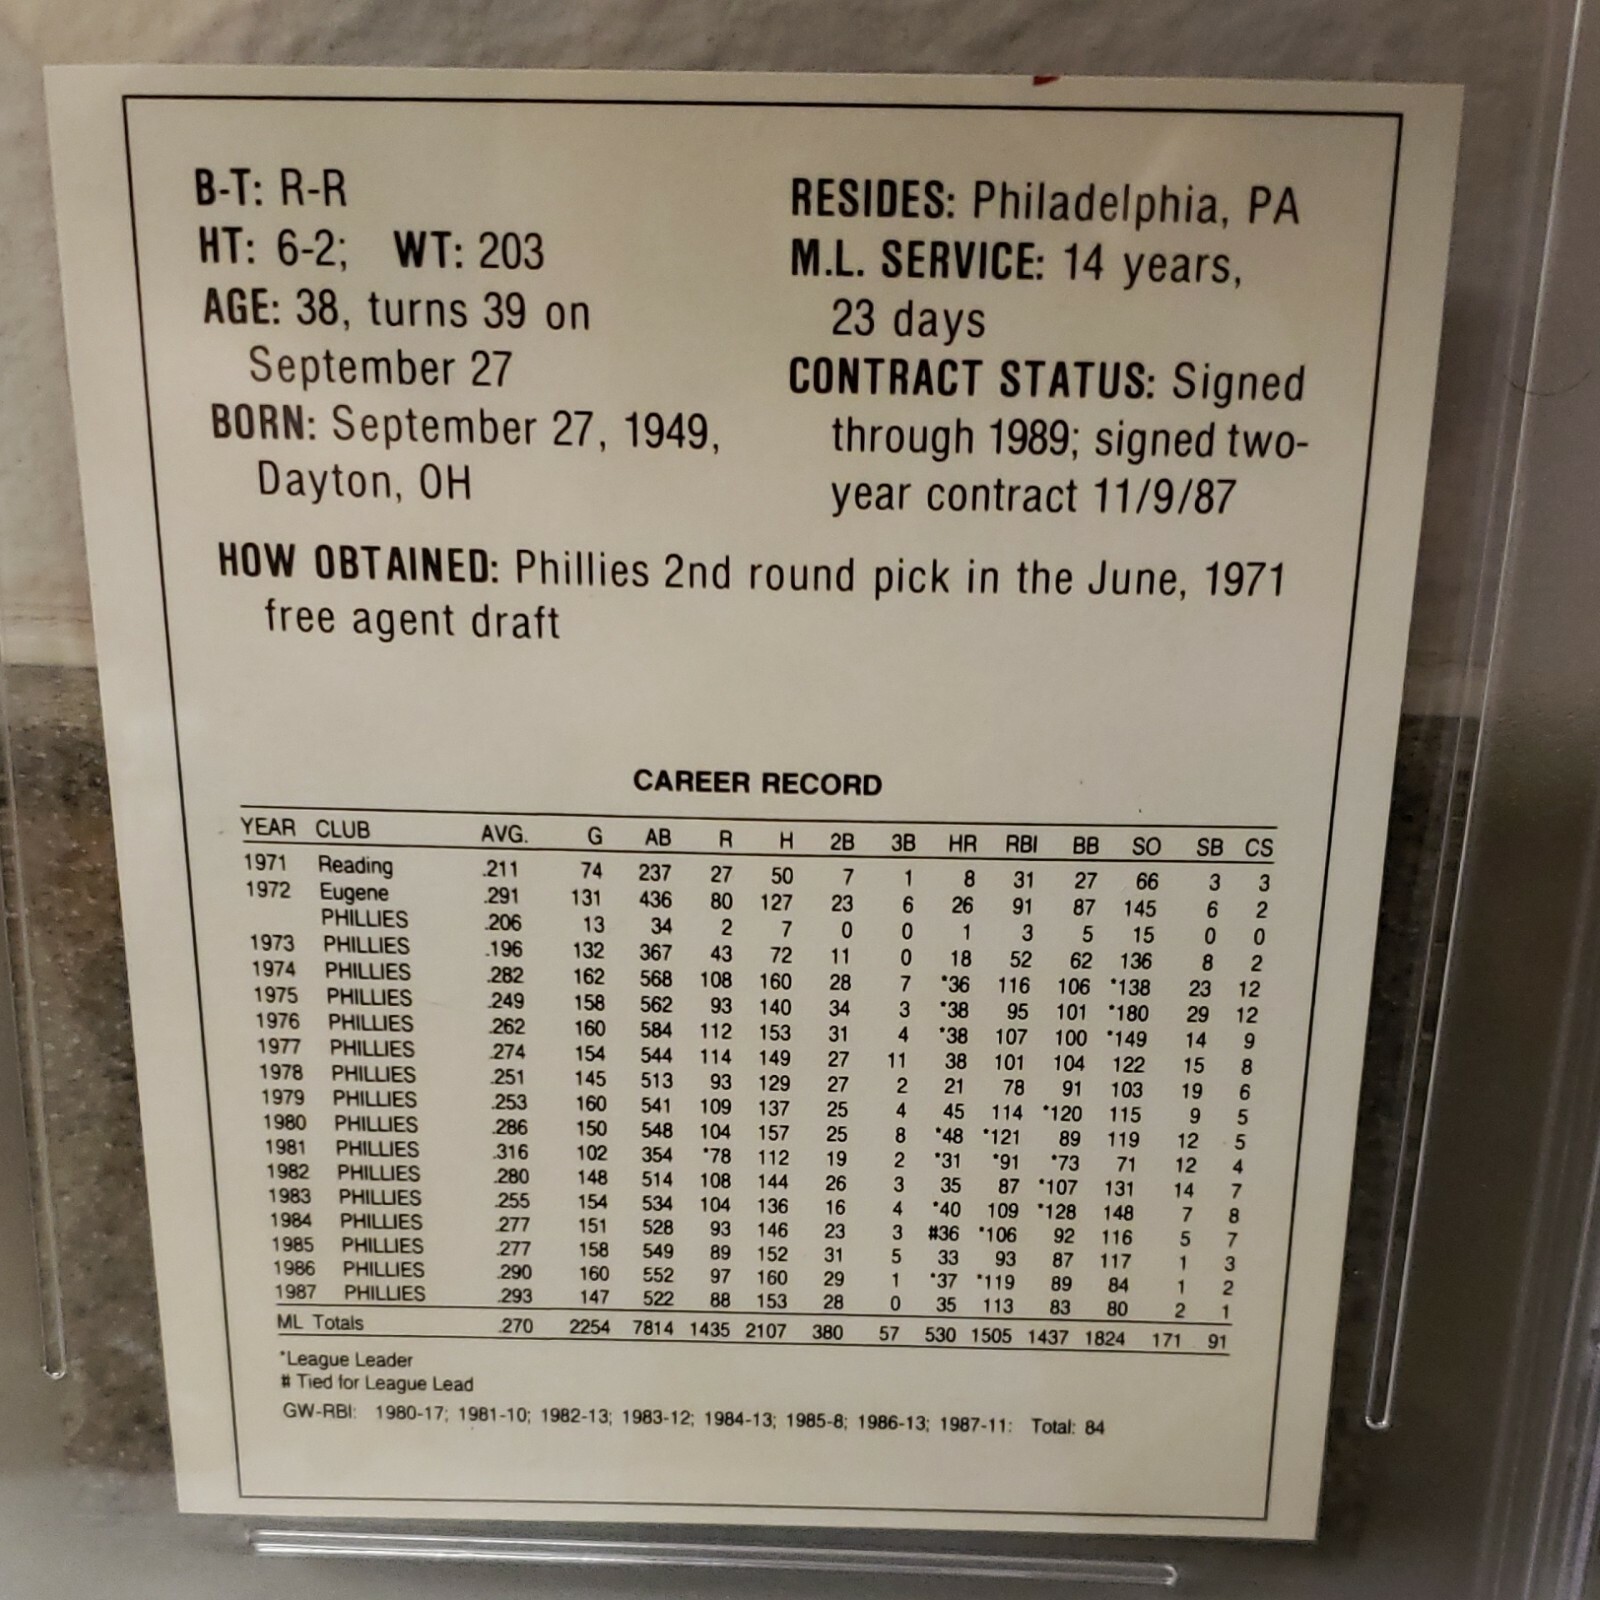 B-T: R-R
HT: 6-2; WT: 203
AGE: 38, turns 39 on
September 27
BORN: September 27, 1949,
Dayton, OH
RESIDES: Philadelphia, PA
M.L. SERVICE: 14 years,
23 days
CONTRACT STATUS: Signed
through 1989; signed two-
year contract 11/9/87
HOW OBTAINED: Phillies 2nd round pick in the June, 1971
free agent draft
CAREER RECORD
YEAR CLUB AVG. G AB R H 2B 3B HR RBI BB SO SB CS
1971 Reading .211 74 237 27 50 7 1 8 31 27 66 3 3
1972 Eugene .291 131 436 80 127 23 6 26 91 87 145 6 2
PHILLIES .206 13 34 2 7 0 0 1 3 5 15 0 0
1973 PHILLIES .196 132 367 43 72 11 0 18 52 62 136 8 2
1974 PHILLIES .282 162 568 108 160 28 7 *36 116 106 *138 23 12
1975 PHILLIES .249 158 562 93 140 34 3 *38 95 101 *180 29 12
1976 PHILLIES .262 160 584 112 153 31 4 *38 107 100 *149 14 9
1977 PHILLIES .274 154 544 114 149 27 11 38 101 104 122 15 8
1978 PHILLIES .251 145 513 93 129 27 2 21 78 91 103 19 6
1979 PHILLIES .253 160 541 109 137 25 4 45 114 *120 115 9 5
1980 PHILLIES .286 150 548 104 157 25 8 *48 *121 89 119 12 5
1981 PHILLIES .316 102 354 *78 112 19 2 *31 *91 *73 71 12 4
1982 PHILLIES .280 148 514 108 144 26 3 35 87 *107 131 14 7
1983 PHILLIES .255 154 534 104 136 16 4 *40 109 *128 148 7 8
1984 PHILLIES .277 151 528 93 146 23 3 #36 *106 92 116 5 7
1985 PHILLIES .277 158 549 89 152 31 5 33 93 87 117 1 3
1986 PHILLIES .290 160 552 97 160 29 1 *37 *119 89 84 1 2
1987 PHILLIES .293 147 522 88 153 28 0 35 113 83 80 2 1
ML Totals .270 2254 7814 1435 2107 380 57 530 1505 1437 1824 171 91
*League Leader
# Tied for League Lead
GW-RBI: 1980-17; 1981-10; 1982-13; 1983-12; 1984-13; 1985-8; 1986-13; 1987-11: Total: 84